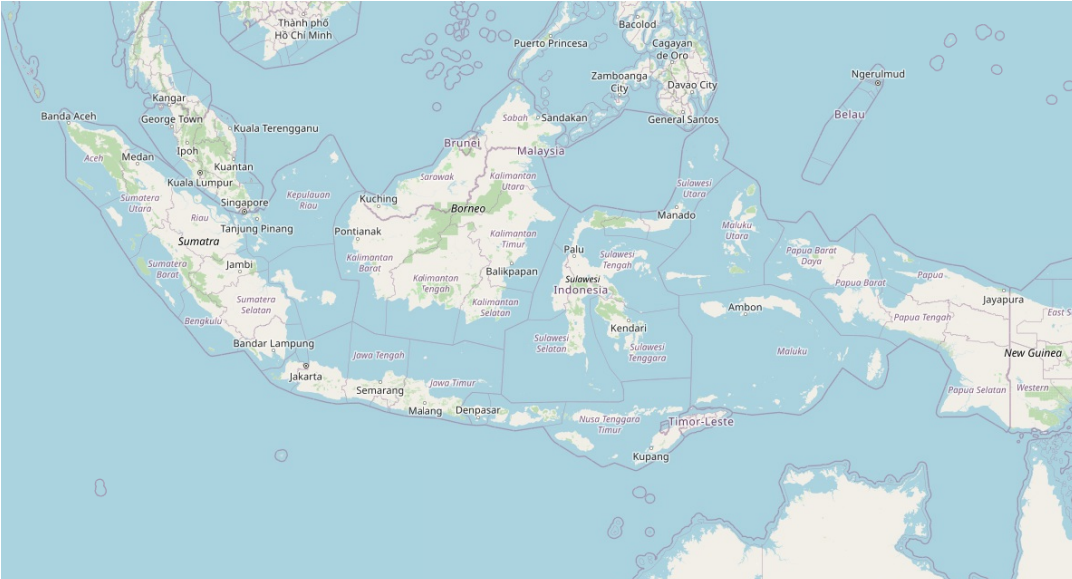 Thành phố
Hồ Chí Minh
Bacolod
Puerto Princesa
Cagayan
de Oro
Zamboanga
City
Davao City
Ngerulmud
Kangar
Banda Aceh
George Town
Kuala Terengganu
Sabah
Sandakan
General Santos
Belau
Brunei
Malaysia
Ipoh
Aceh
Medan
Kuantan
Kuala Lumpur
Sarawak
Kalimantan
Utara
Sulawesi
Utara
Sumatera
Utara
Kepulauan
Riau
Kuching
Singapore
Borneo
Riau
Manado
Tanjung Pinang
Pontianak
Maluku
Utara
Sumatra
Kalimantan
Timur
Palu
Papua Barat
Daya
Sumatera
Barat
Jambi
Kalimantan
Barat
Balikpapan
Sulawesi
Tengah
Kalimantan
Tengah
Sulawesi
Indonesia
Papua Barat
Papua
Sumatera
Selatan
Kalimantan
Selatan
Ambon
Jayapura
Bengkulu
Papua Tengah
East S
Kendari
Bandar Lampung
Sulawesi
Selatan
Sulawesi
Tenggara
Jawa Tengah
Maluku
New Guinea
Jakarta
Semarang
Jawa Timur
Papua Selatan
Western
Malang
Denpasar
Nusa Tenggara
Timur
Timor-Leste
Kupang